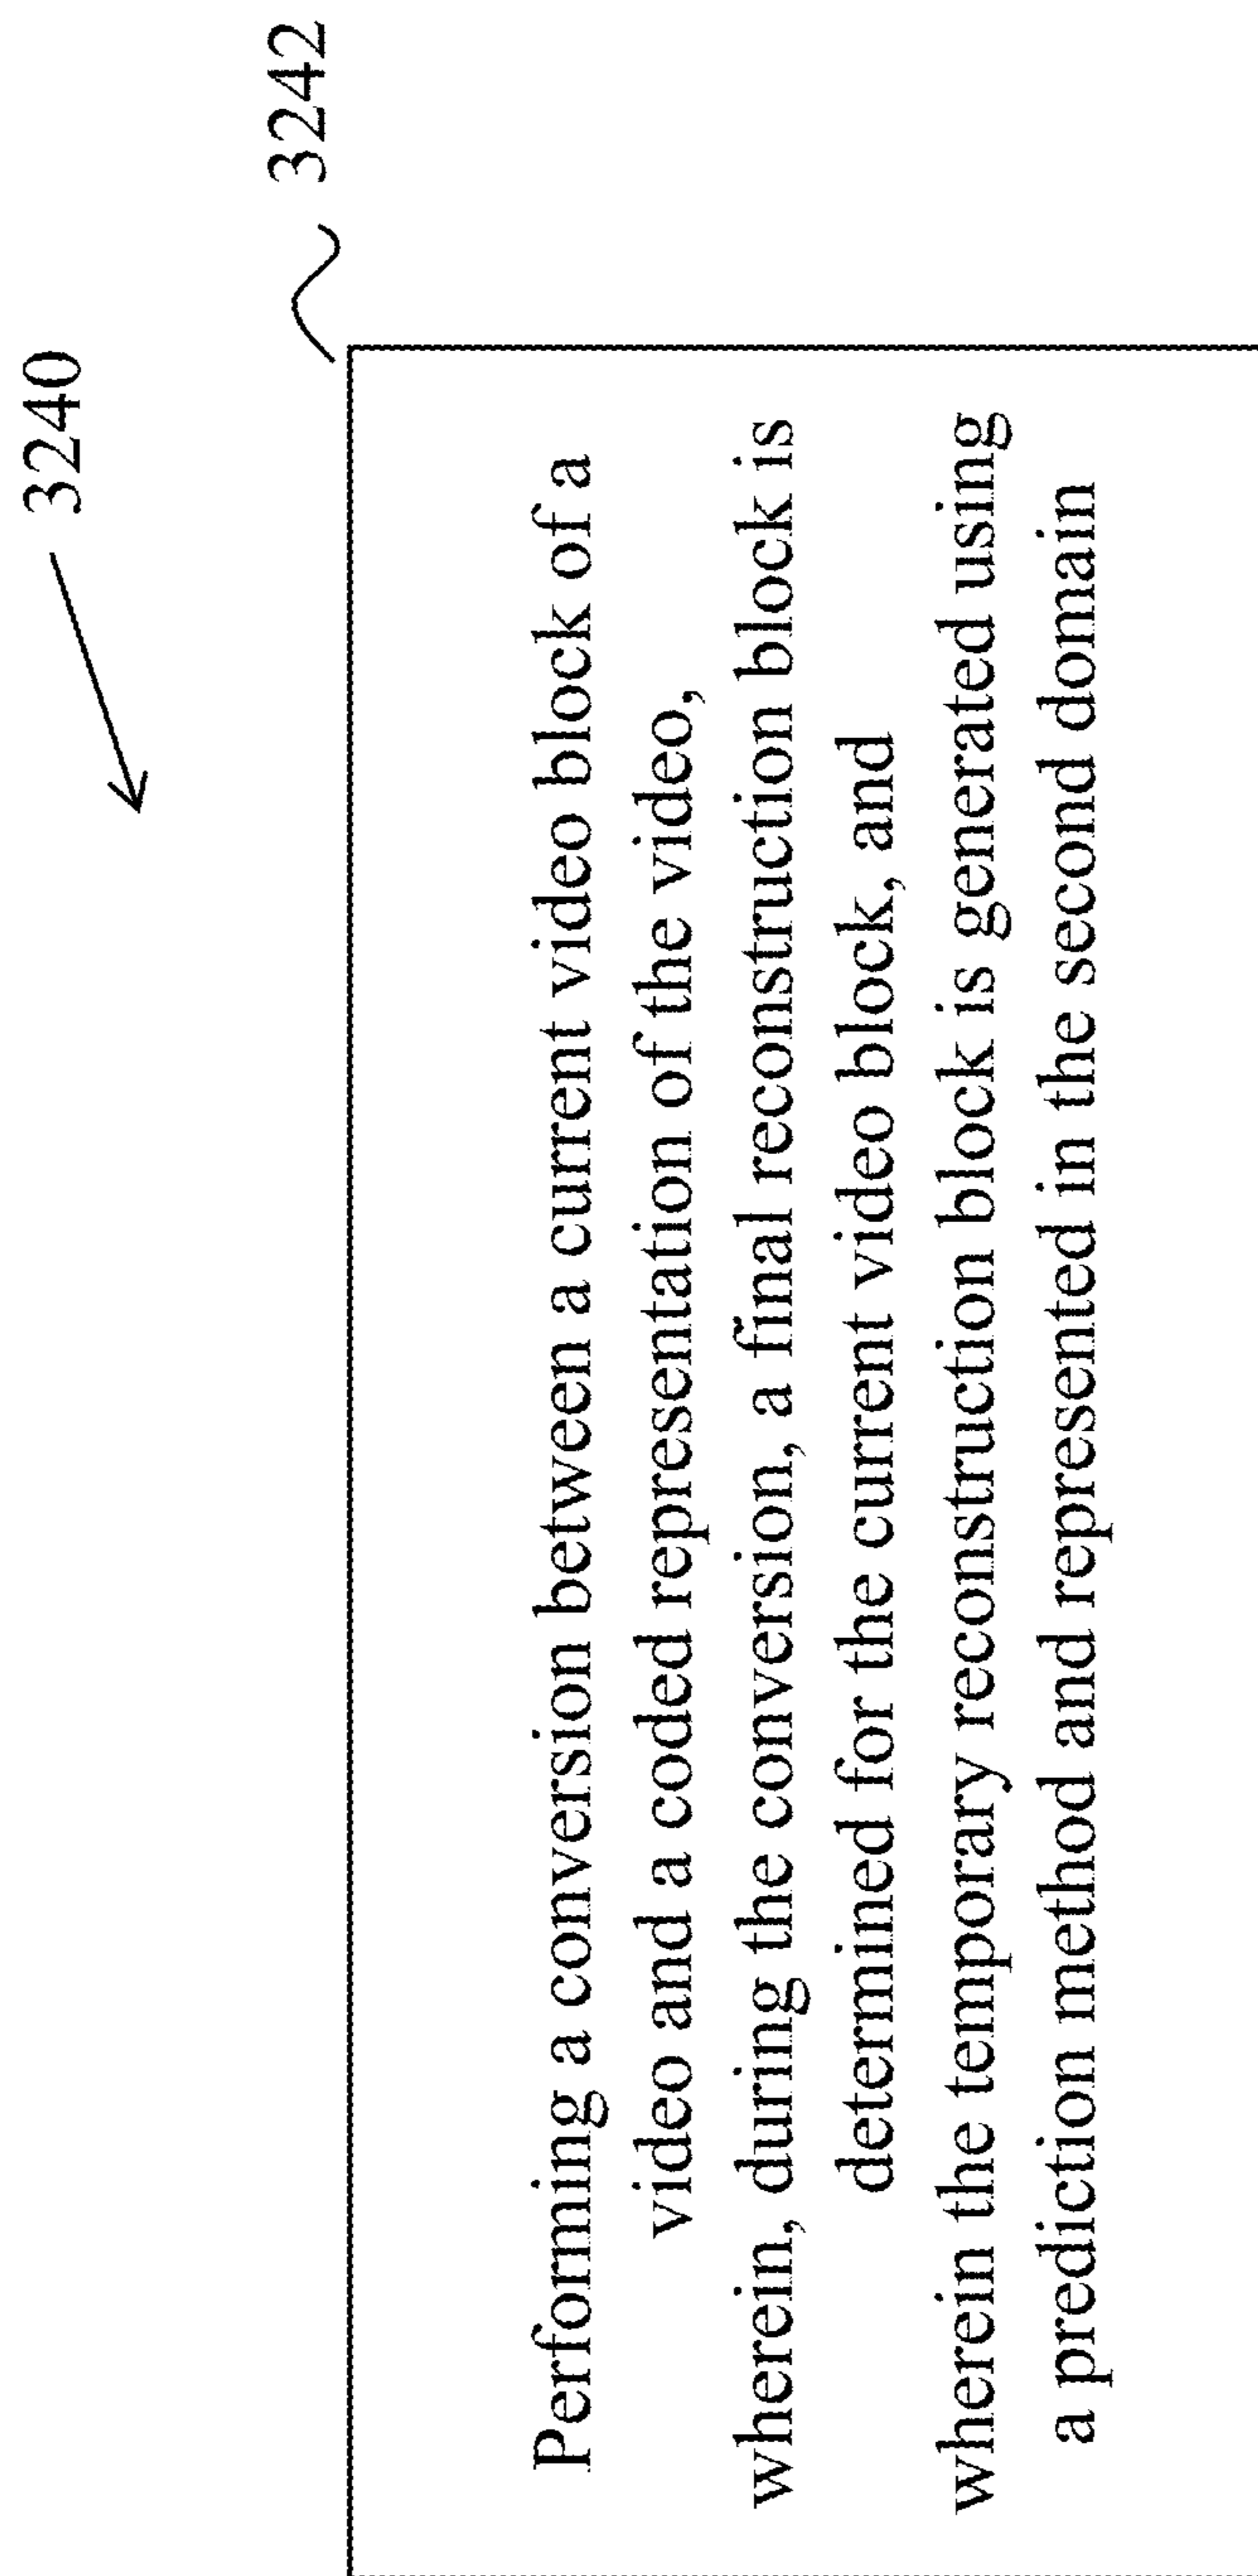 3240
3242
Performing a conversion between a current video block of a
video and a coded representation of the video,
wherein, during the conversion, a final reconstruction block is
determined for the current video block, and
wherein the temporary reconstruction block is generated using
a prediction method and represented in the second domain